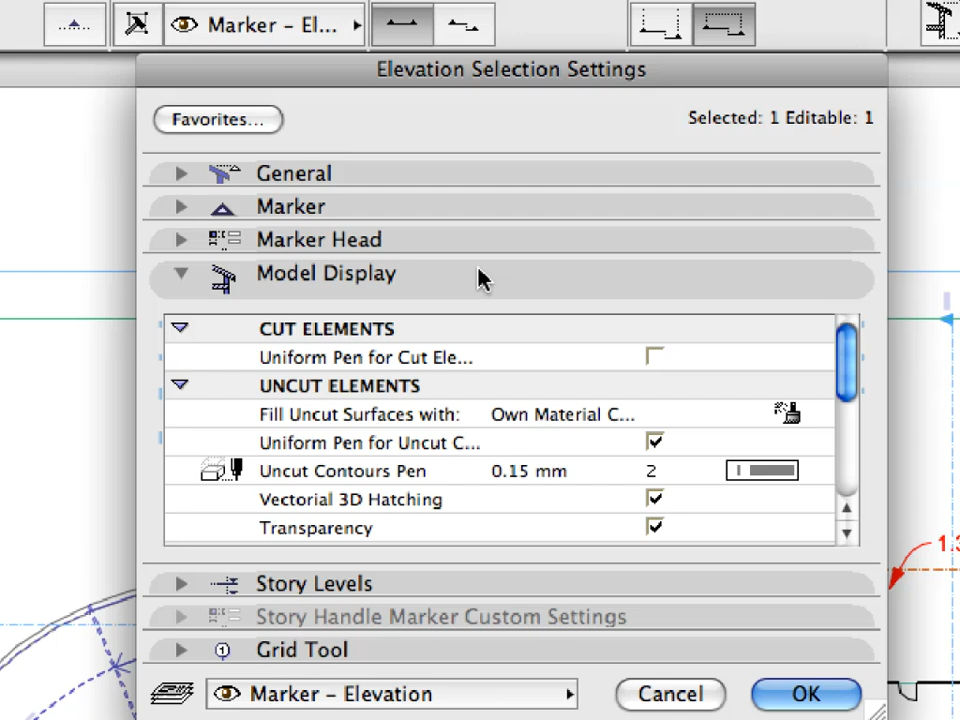 Marker – El...
Elevation Selection Settings
Favorites...
Selected: 1 Editable: 1
General
Marker
Marker Head
Model Display
CUT ELEMENTS
Uniform Pen for Cut Ele...
UNCUT ELEMENTS
Fill Uncut Surfaces with: Own Material C...
Uniform Pen for Uncut C...
Uncut Contours Pen 0.15 mm 2
Vectorial 3D Hatching
Transparency
Story Levels
Story Handle Marker Custom Settings
1 Grid Tool
Marker – Elevation
Cancel
OK